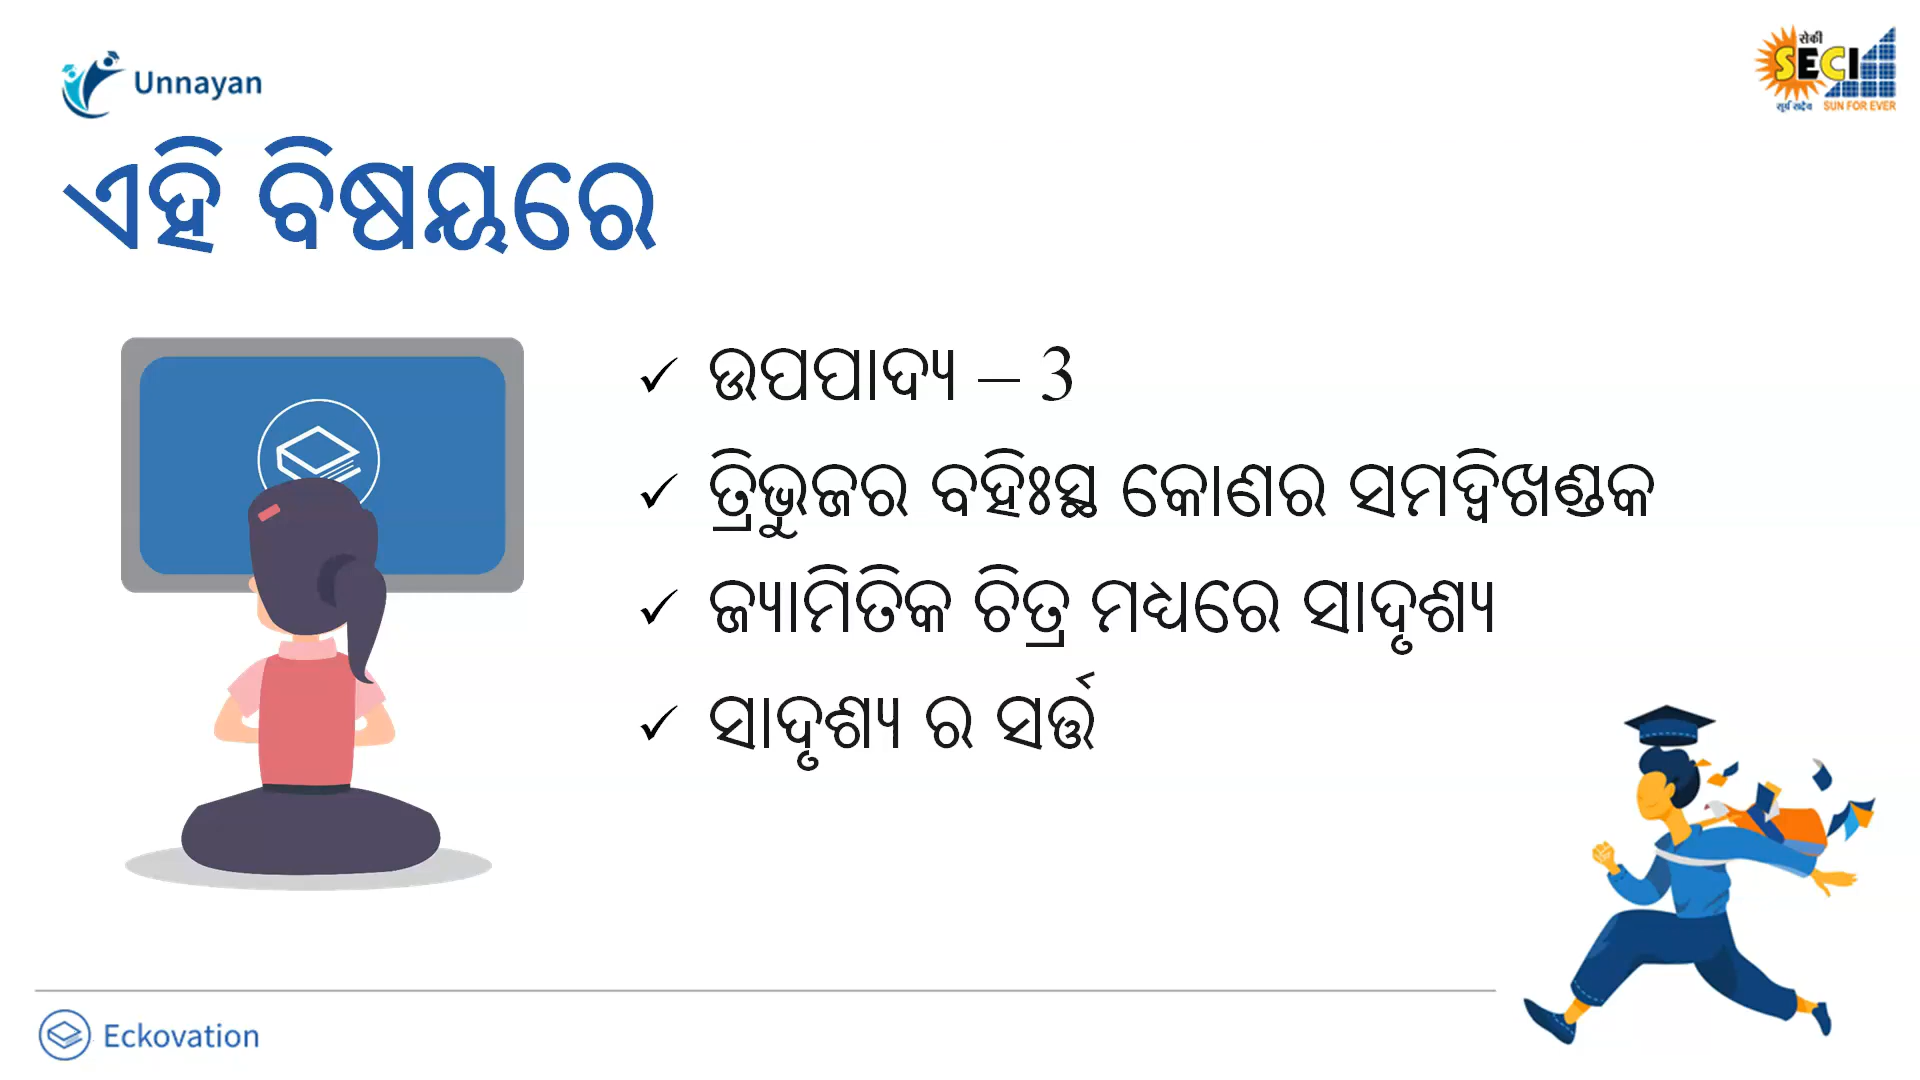 Unnayan
सेकी
SECI
सूर्य सदैव SUN FOR EVER
ଏହି ବିଷୟରେ
✓ ଉପପାଦ୍ୟ – 3
✓ ତ୍ରିଭୁଜର ବହିଃସ୍ଥ କୋଣର ସମଦ୍ବିଖଣ୍ଡକ
✓ ଜ୍ୟାମିତିକ ଚିତ୍ର ମଧ୍ୟରେ ସାଦୃଶ୍ୟ
✓ ସାଦୃଶ୍ୟ ର ସର୍ତ୍ତ
Eckovation